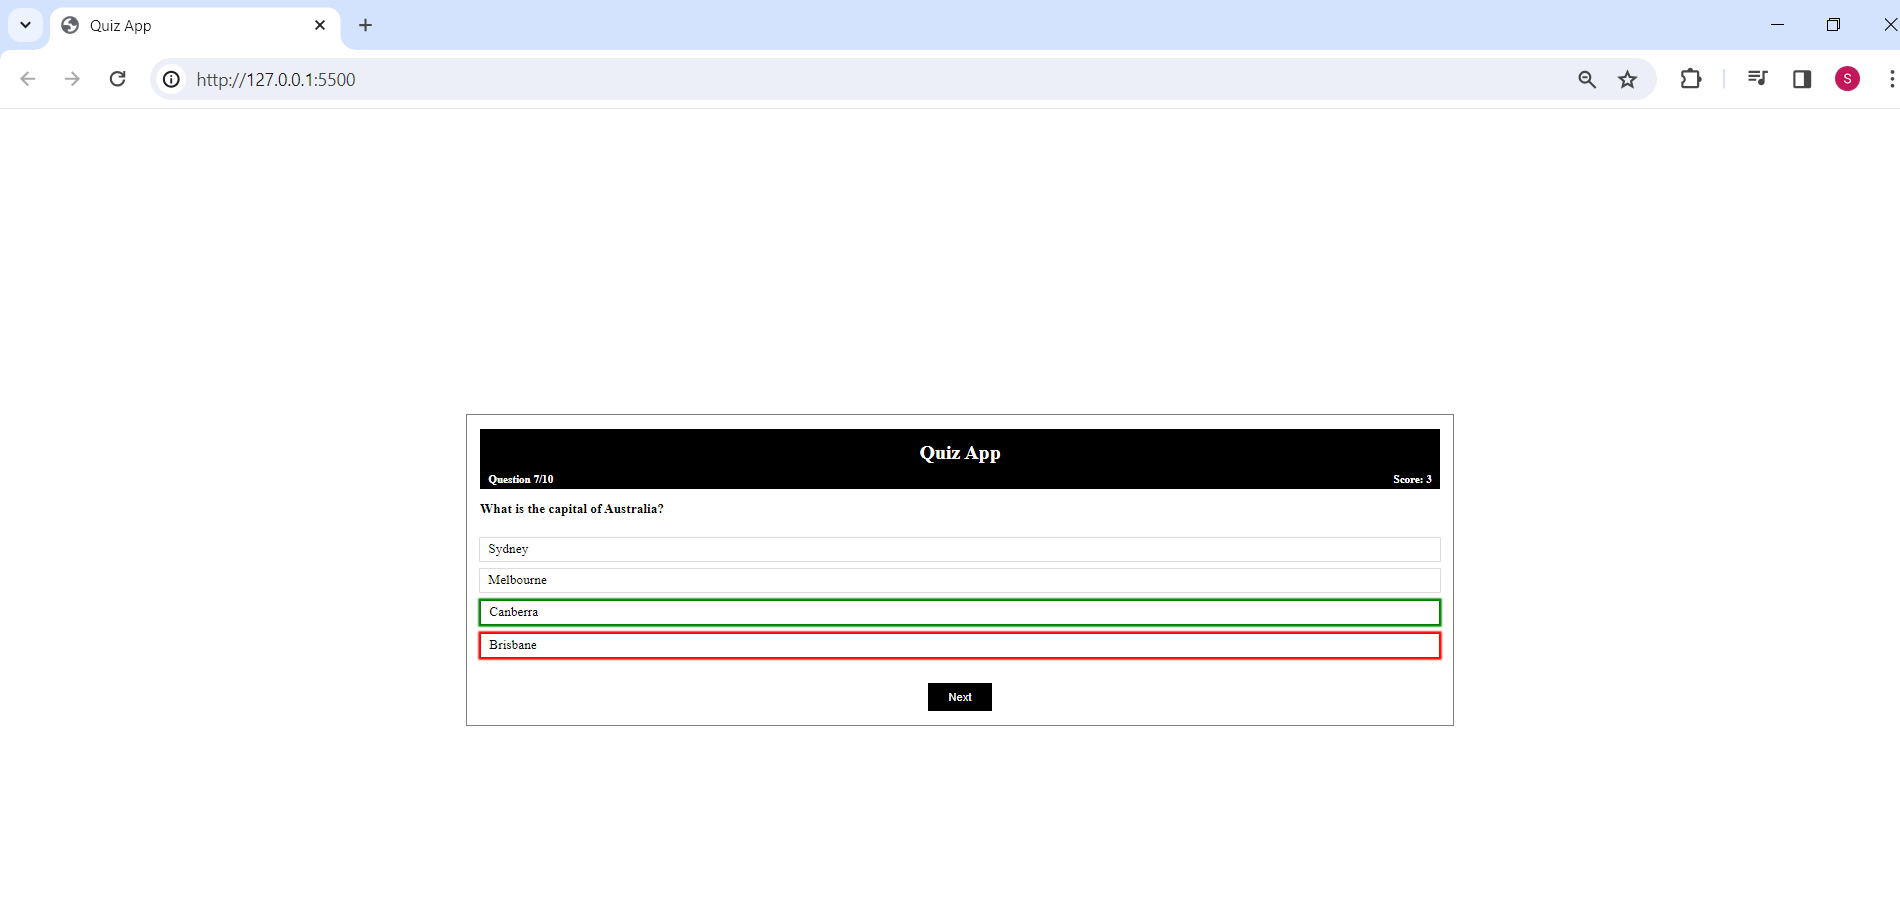 Quiz App
http://127.0.0.1:5500
S
Quiz App
Question 7/10 Score: 3
What is the capital of Australia?
Sydney
Melbourne
Canberra
Brisbane
Next